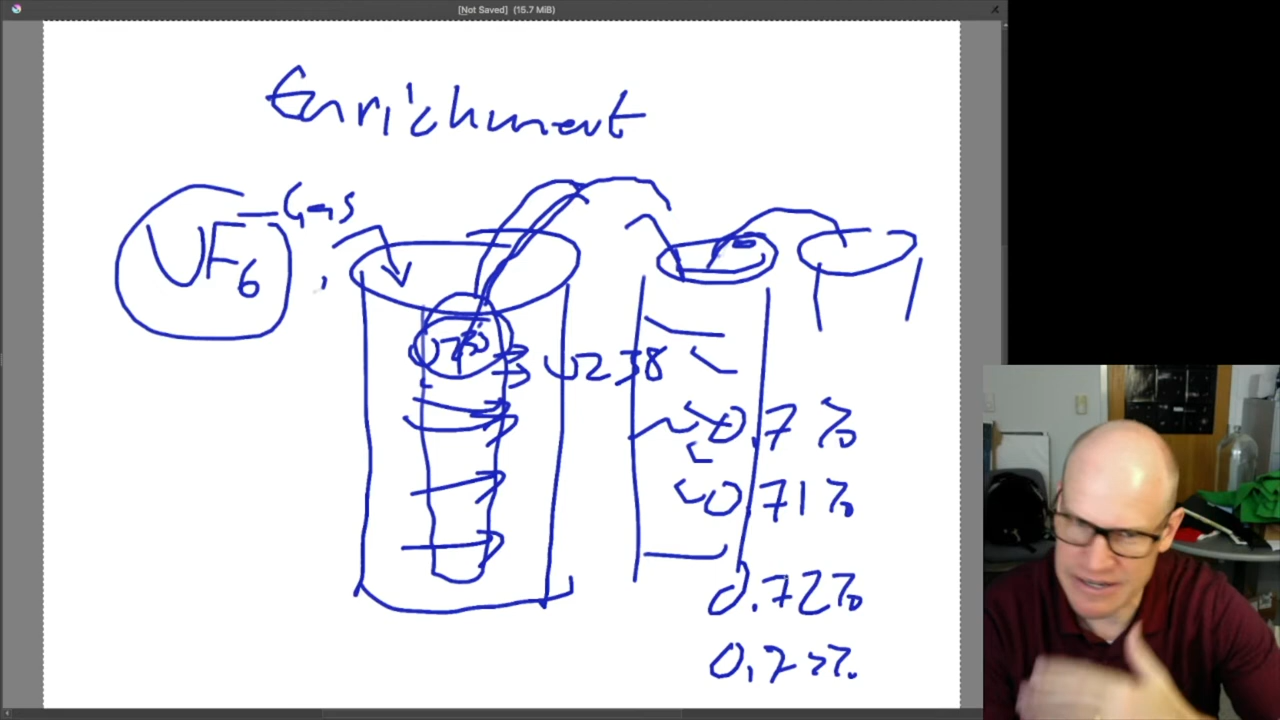 [Not Saved] (15.7 MiB)
Enrichment
UF6
Gas
U238
0.7%
0.71%
0.72%